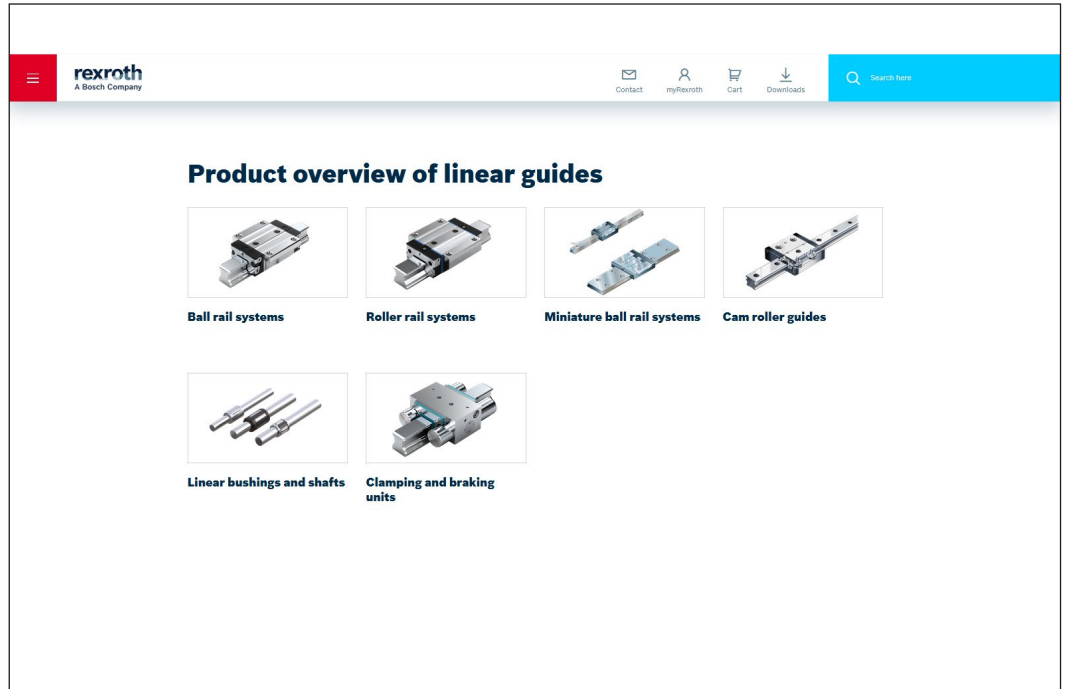 rexroth
A Bosch Company
Contact
myRexroth
Cart
Downloads
Search here
Product overview of linear guides
Ball rail systems
Roller rail systems
Miniature ball rail systems
Cam roller guides
Linear bushings and shafts
Clamping and braking
units